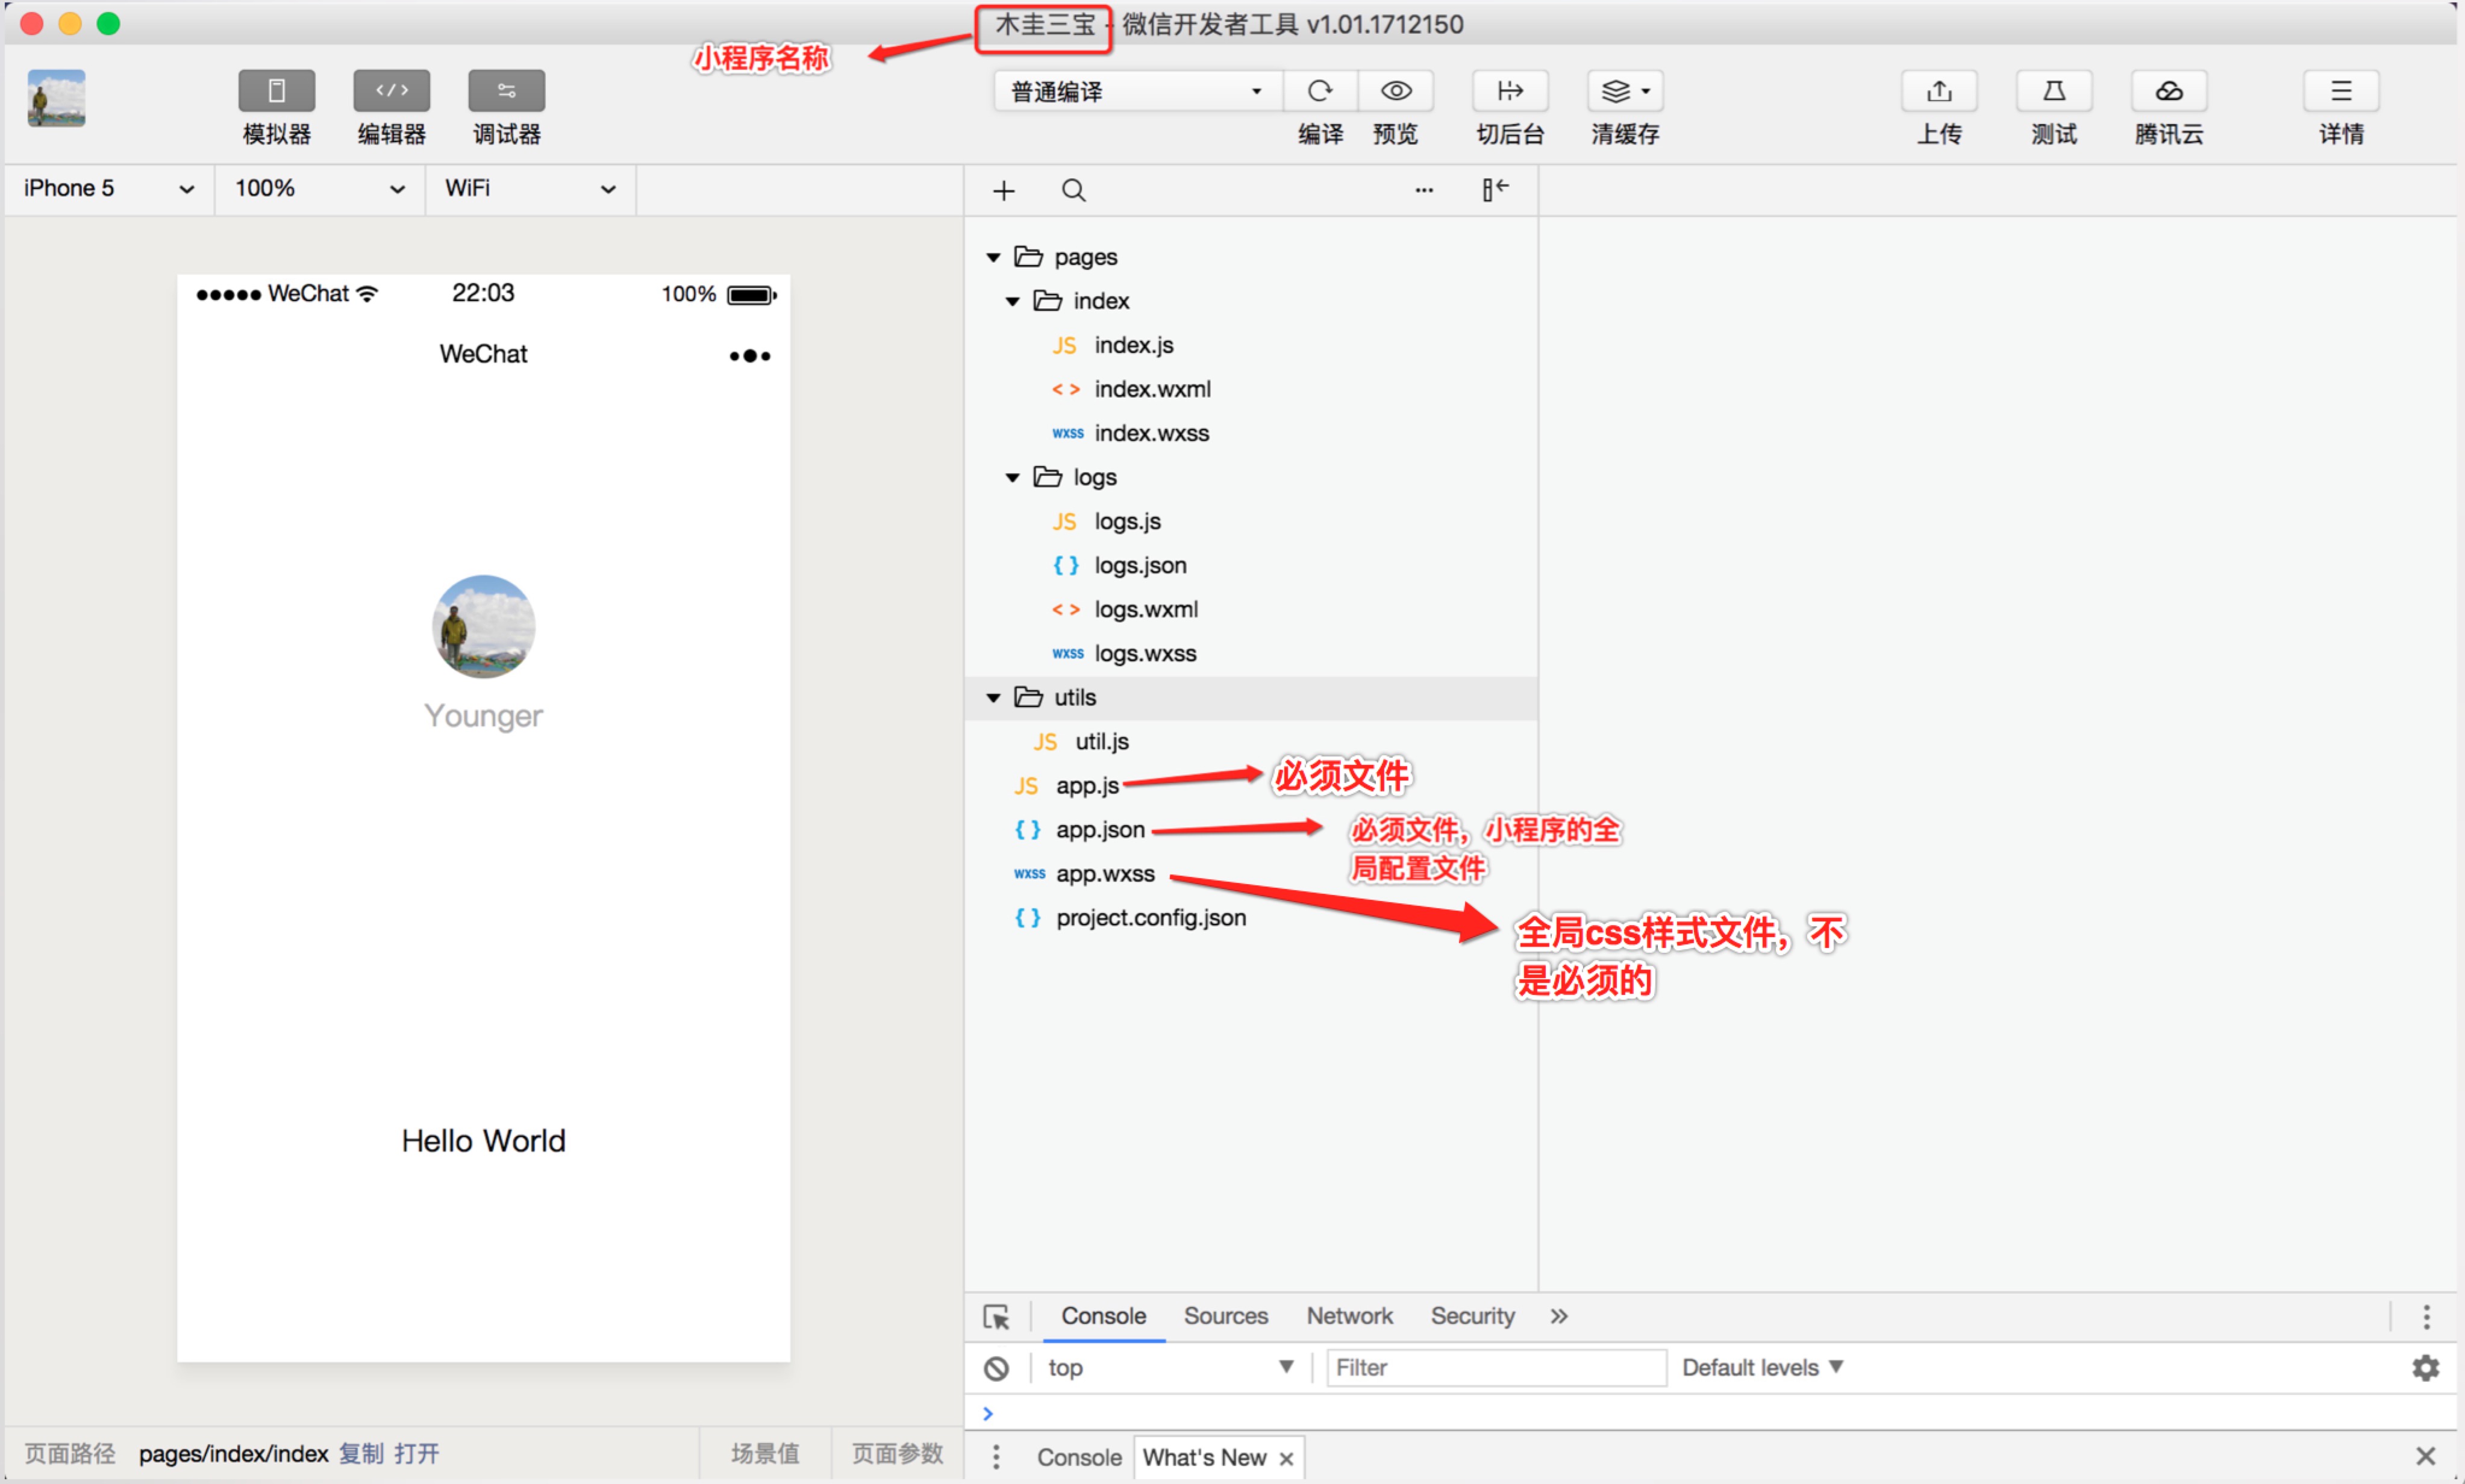 木圭三宝 - 微信开发者工具 v1.01.1712150
小程序名称
模拟器 编辑器 调试器
普通编译
编译 预览 切后台 清缓存
上传 测试 腾讯云 详情
iPhone 5 100% WiFi
WeChat 22:03 100%
WeChat
Younger
Hello World
页面路径 pages/index/index 复制 打开 场景值 页面参数
pages
index
JS index.js
< > index.wxml
wxss index.wxss
logs
JS logs.js
{ } logs.json
< > logs.wxml
wxss logs.wxss
utils
JS util.js
JS app.js
必须文件
{ } app.json
必须文件，小程序的全
局配置文件
wxss app.wxss
全局css样式文件，不
是必须的
{ } project.config.json
Console Sources Network Security »
top Filter Default levels
>
Console What's New ×